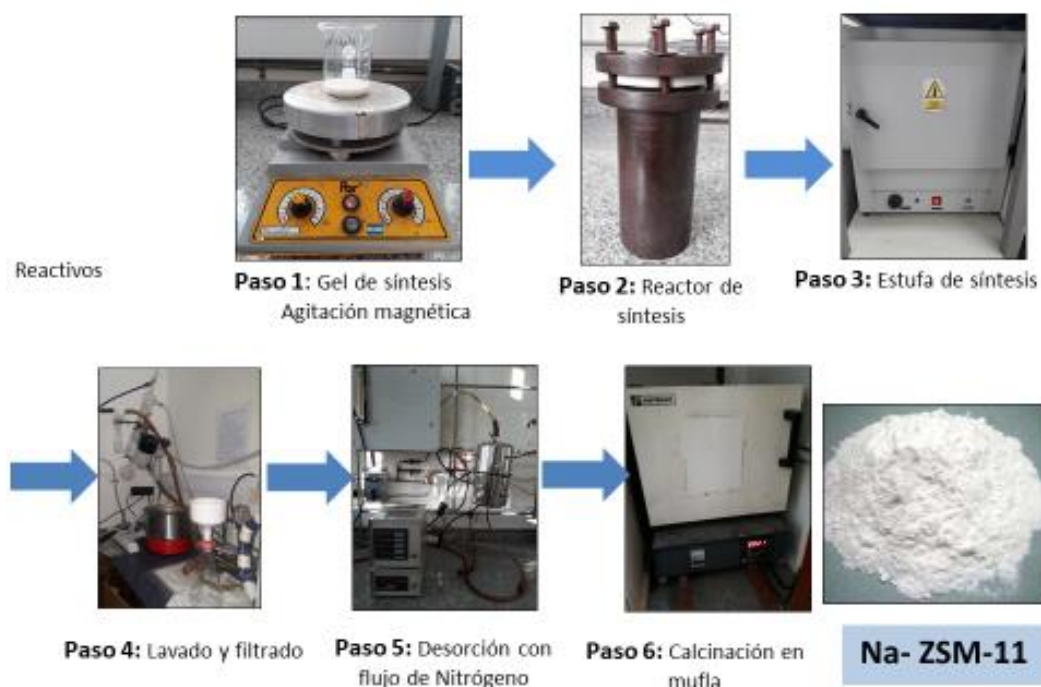 Reactivos
Paso 1: Gel de síntesis
Agitación magnética
Paso 2: Reactor de
síntesis
Paso 3: Estufa de síntesis
Paso 4: Lavado y filtrado
Paso 5: Desorción con
flujo de Nitrógeno
Paso 6: Calcinación en
mufla
Na- ZSM-11